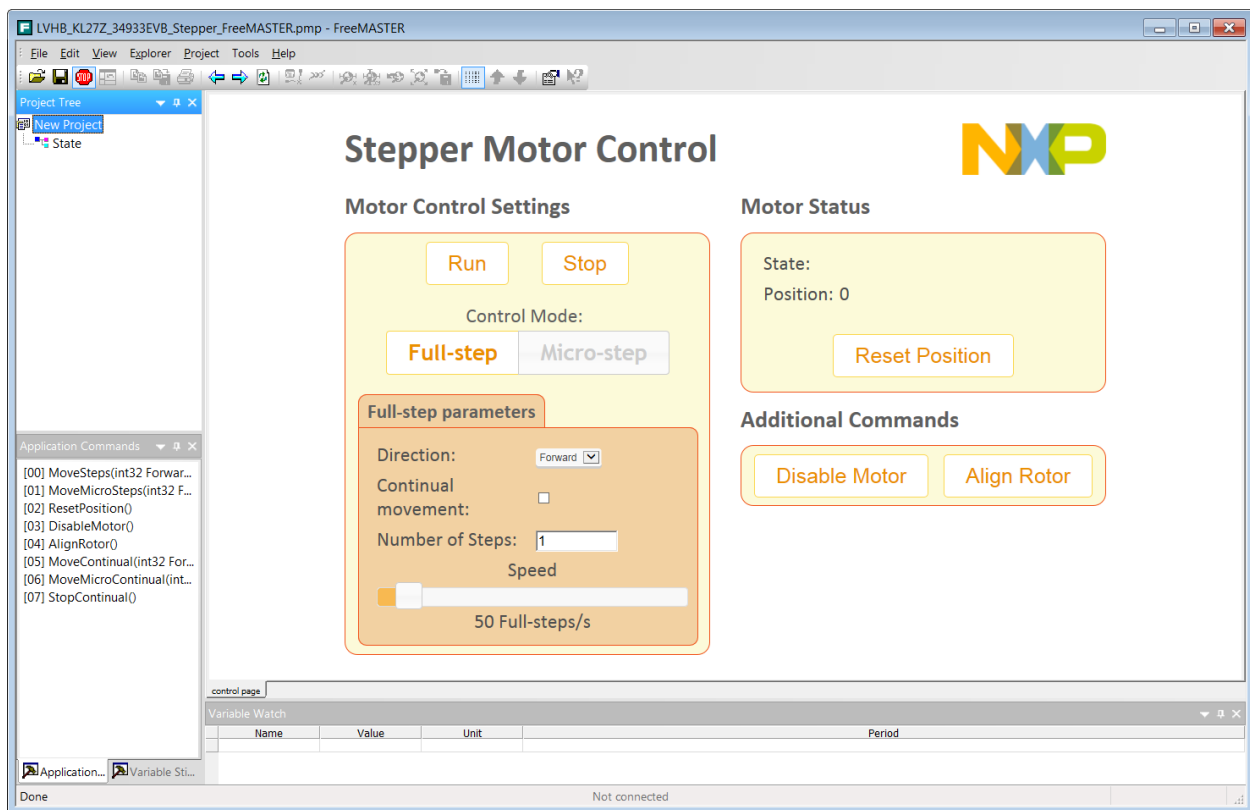 LVHB_KL27Z_34933EVB_Stepper_FreeMASTER.pmp - FreeMASTER
File Edit View Explorer Project Tools Help
STOP
Project Tree
New Project
State
Application Commands
[00] MoveSteps(int32 Forwar...
[01] MoveMicroSteps(int32 F...
[02] ResetPosition()
[03] DisableMotor()
[04] AlignRotor()
[05] MoveContinual(int32 For...
[06] MoveMicroContinual(int...
[07] StopContinual()
Application... Variable Sti...
Stepper Motor Control
NXP
Motor Control Settings
Run Stop
Control Mode:
Full-step Micro-step
Full-step parameters
Direction: Forward
Continual
movement:
Number of Steps: 1
Speed
50 Full-steps/s
Motor Status
State:
Position: 0
Reset Position
Additional Commands
Disable Motor Align Rotor
control page
Variable Watch
Name Value Unit Period
Done Not connected